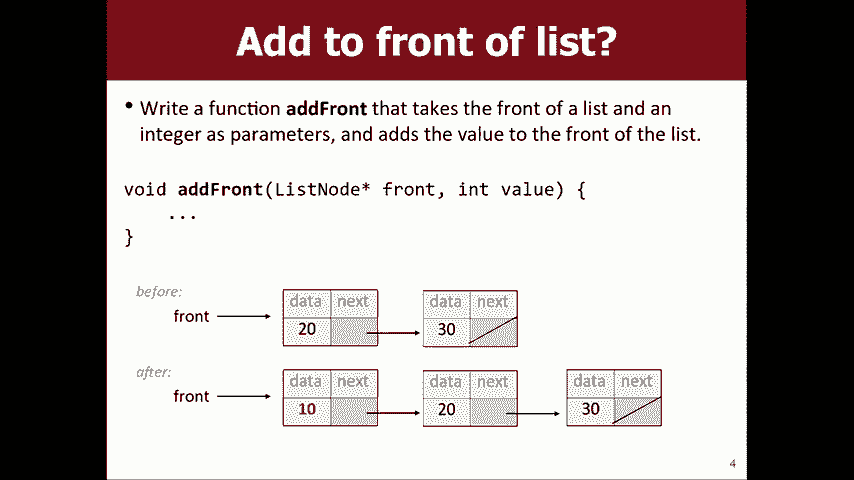 Add to front of list?
• Write a function addFront that takes the front of a list and an
integer as parameters, and adds the value to the front of the list.
void addFront(ListNode* front, int value) {
...
}
before:
front
data next
20
data next
30
after:
front
data next
10
data next
20
data next
30
4